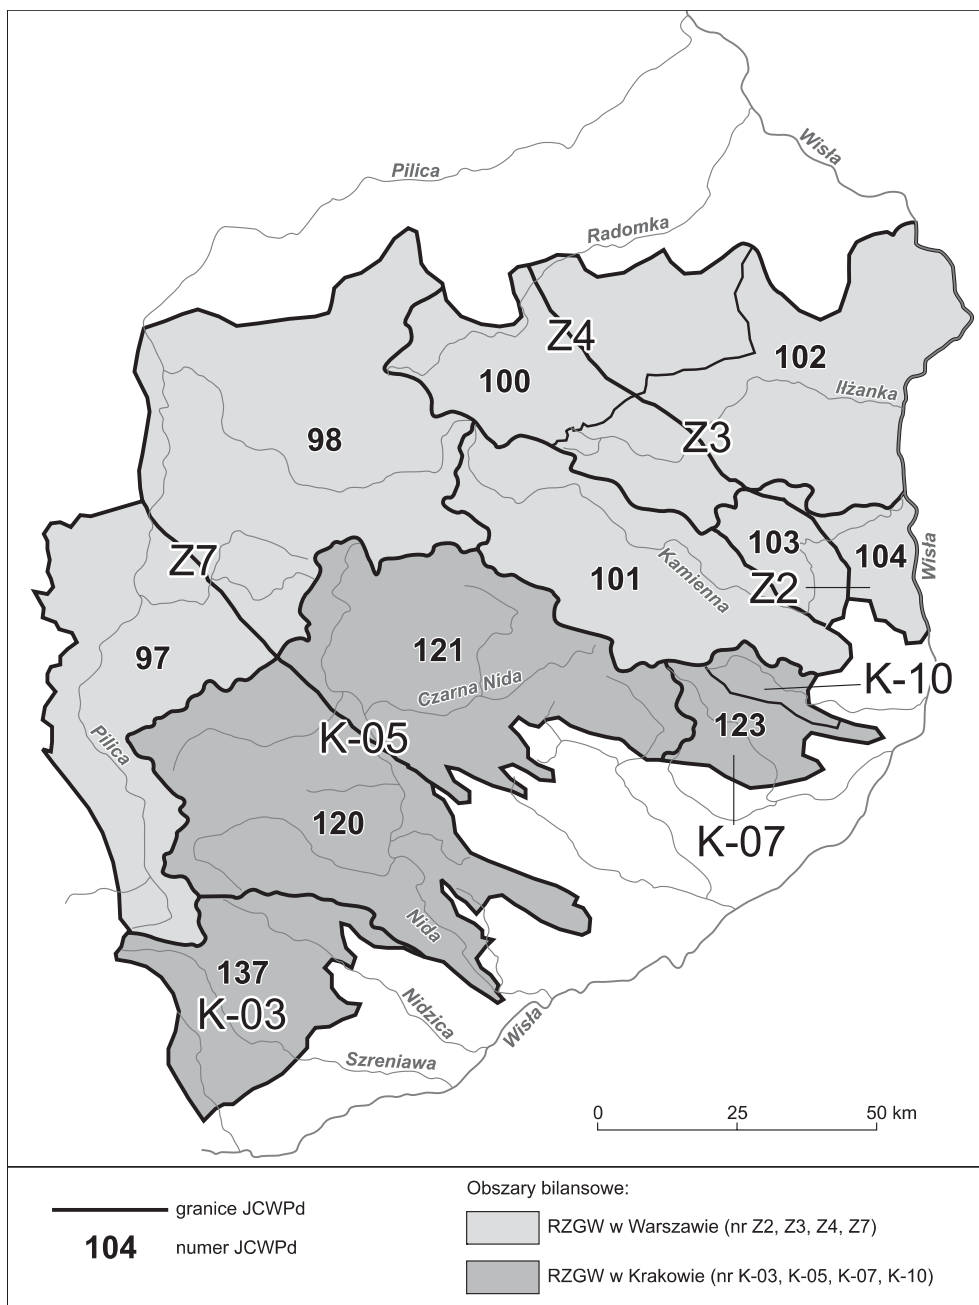 Wisła
Pilica
Radomka
Z4
102
100
Iłżanka
98
Z3
103
104
Wisła
Z7
101
Kamienna
Z2
121
97
K-10
Czarna Nida
123
Pilica
K-05
120
K-07
Nida
137
K-03
Nidzica
Wisła
Szreniawa
0 25 50 km
granice JCWPd
104 numer JCWPd
Obszary bilansowe:
RZGW w Warszawie (nr Z2, Z3, Z4, Z7)
RZGW w Krakowie (nr K-03, K-05, K-07, K-10)